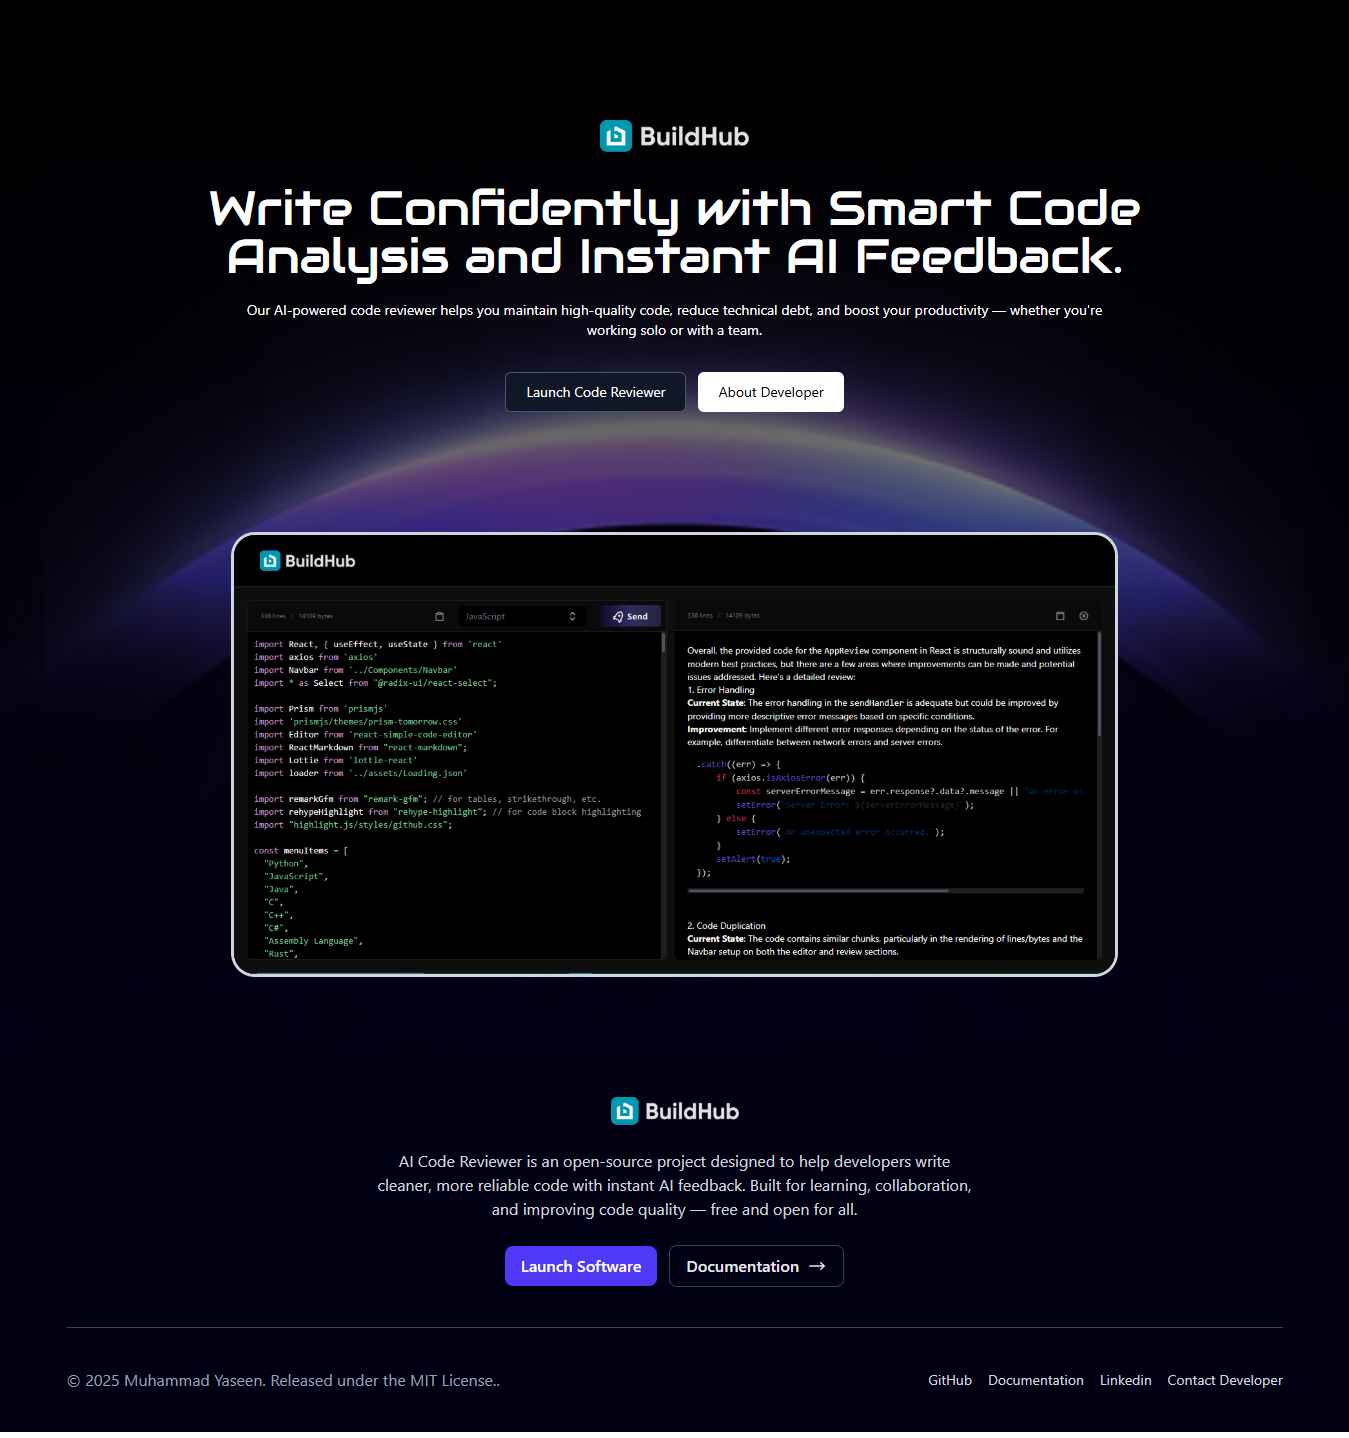 BuildHub
Write Confidently with Smart Code
Analysis and Instant AI Feedback.
Our AI-powered code reviewer helps you maintain high-quality code, reduce technical debt, and boost your productivity — whether you're
working solo or with a team.
Launch Code Reviewer
About Developer
BuildHub
336 lines / 14109 bytes
JavaScript
Send
import React, { useEffect, useState } from 'react'
import axios from 'axios'
import Navbar from '../Components/Navbar'
import * as Select from "@radix-ui/react-select";
import Prism from 'prismjs'
import 'prismjs/themes/prism-tomorrow.css'
import Editor from 'react-simple-code-editor'
import ReactMarkdown from "react-markdown";
import Lottie from 'lottie-react'
import loader from '../assets/Loading.json'
import remarkGfm from "remark-gfm"; // for tables, strikethrough, etc.
import rehypeHighlight from "rehype-highlight"; // for code block highlighting
import "highlight.js/styles/github.css";
const menuItems = [
"Python",
"JavaScript",
"Java",
"C",
"C++",
"C#",
"Assembly Language",
"Rust",
336 lines / 14109 bytes
Overall, the provided code for the AppReview component in React is structurally sound and utilizes
modern best practices, but there are a few areas where improvements can be made and potential
issues addressed. Here's a detailed review:
1. Error Handling
Current State: The error handling in the sendHandler is adequate but could be improved by
providing more descriptive error messages based on specific conditions.
Improvement: Implement different error responses depending on the status of the error. For
example, differentiate between network errors and server errors.
.catch((err) => {
if (axios.isAxiosError(err)) {
const serverErrorMessage = err.response?.data?.message || "An error oc
setError(`Server Error: ${serverErrorMessage}`);
} else {
setError(`An unexpected error occurred.`);
}
setAlert(true);
});
2. Code Duplication
Current State: The code contains similar chunks, particularly in the rendering of lines/bytes and the
Navbar setup on both the editor and review sections.
BuildHub
AI Code Reviewer is an open-source project designed to help developers write
cleaner, more reliable code with instant AI feedback. Built for learning, collaboration,
and improving code quality — free and open for all.
Launch Software
Documentation →
© 2025 Muhammad Yaseen. Released under the MIT License..
GitHub Documentation Linkedin Contact Developer